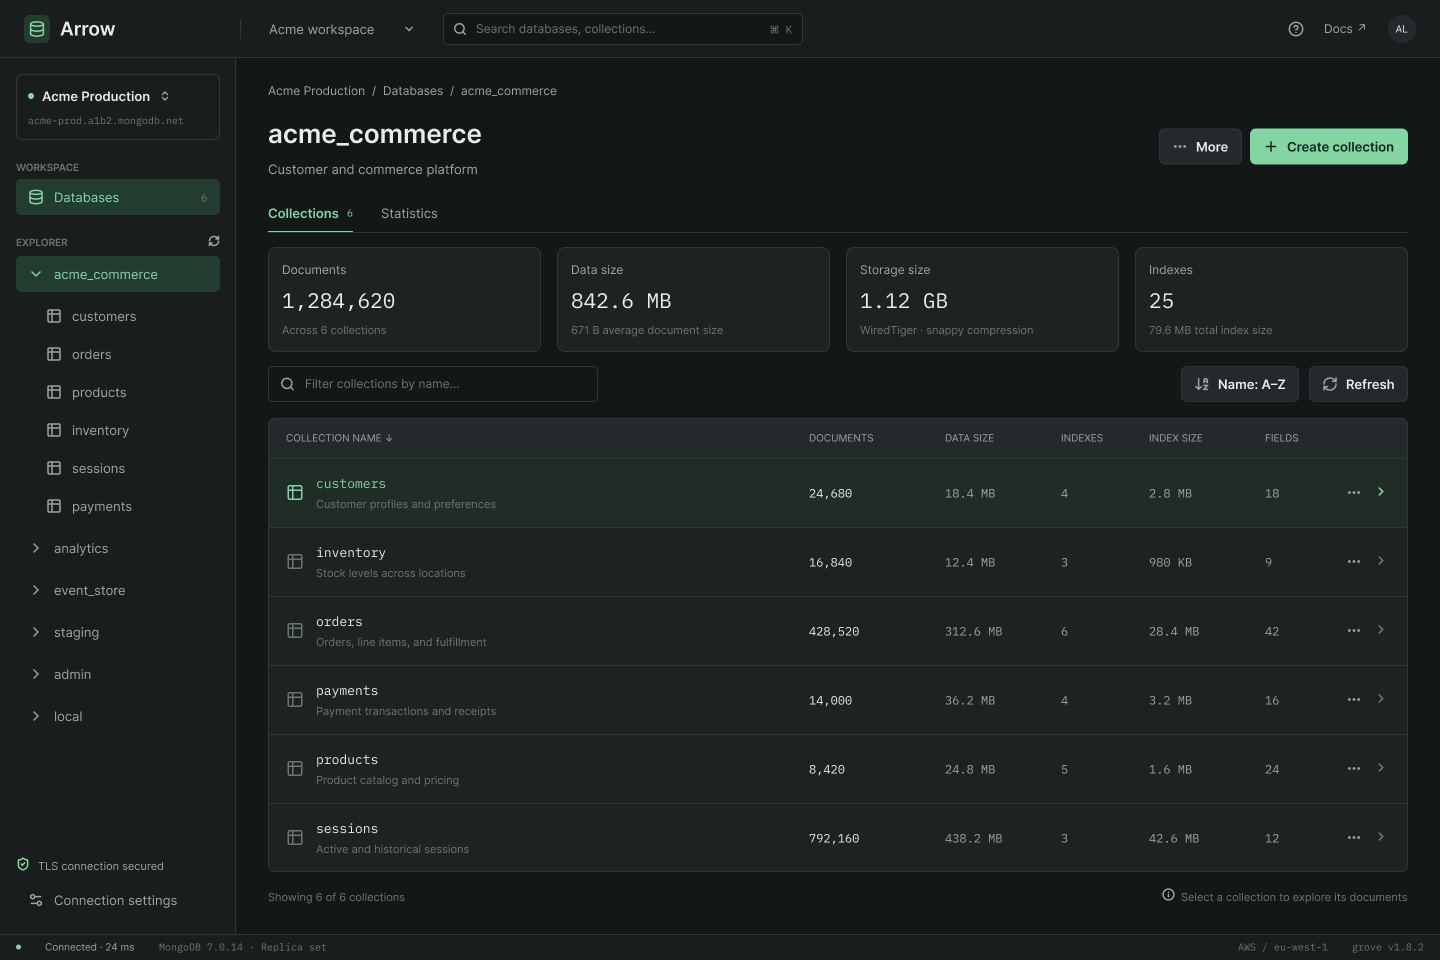 Arrow
Acme workspace
Search databases, collections...
⌘ K
Docs ↗
AL
Acme Production
acme-prod.a1b2.mongodb.net
WORKSPACE
Databases 6
EXPLORER
acme_commerce
customers
orders
products
inventory
sessions
payments
analytics
event_store
staging
admin
local
TLS connection secured
Connection settings
Acme Production / Databases / acme_commerce
acme_commerce
Customer and commerce platform
More
Create collection
Collections 6 Statistics
Documents
1,284,620
Across 6 collections
Data size
842.6 MB
671 B average document size
Storage size
1.12 GB
WiredTiger · snappy compression
Indexes
25
79.6 MB total index size
Filter collections by name...
Name: A–Z
Refresh
COLLECTION NAME ↓ DOCUMENTS DATA SIZE INDEXES INDEX SIZE FIELDS
customers
Customer profiles and preferences
24,680 18.4 MB 4 2.8 MB 18
inventory
Stock levels across locations
16,840 12.4 MB 3 980 KB 9
orders
Orders, line items, and fulfillment
428,520 312.6 MB 6 28.4 MB 42
payments
Payment transactions and receipts
14,000 36.2 MB 4 3.2 MB 16
products
Product catalog and pricing
8,420 24.8 MB 5 1.6 MB 24
sessions
Active and historical sessions
792,160 438.2 MB 3 42.6 MB 12
Showing 6 of 6 collections
Select a collection to explore its documents
Connected · 24 ms
MongoDB 7.0.14 · Replica set
AWS / eu-west-1
grove v1.8.2